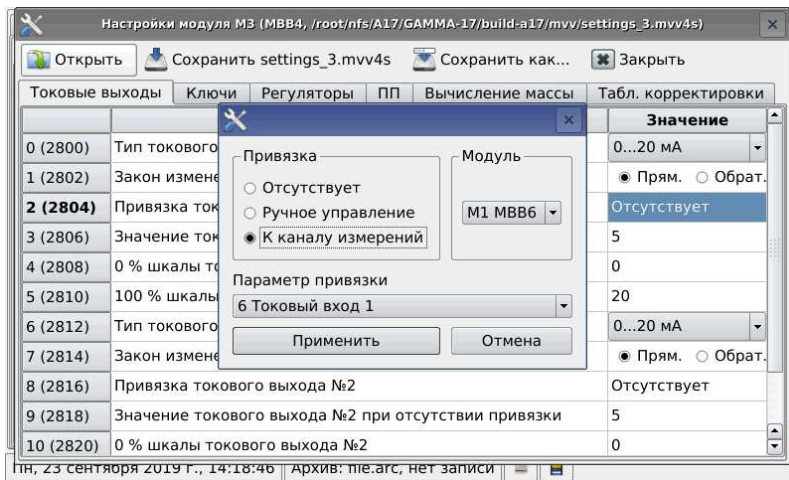 Настройки модуля М3 (МВВ4, /root/nfs/A17/GAMMA-17/build-a17/mvv/settings_3.mvv4s)
Открыть Сохранить settings_3.mvv4s Сохранить как... Закрыть
Токовые выходы Ключи Регуляторы ПП Вычисление массы Табл. корректировки
Значение
0 (2800) Тип токового 0...20 мА
1 (2802) Закон измене Прям. Обрат.
2 (2804) Привязка ток Отсутствует
3 (2806) Значение ток 5
4 (2808) 0 % шкалы то 0
5 (2810) 100 % шкалы 20
6 (2812) Тип токового 0...20 мА
7 (2814) Закон измене Прям. Обрат.
8 (2816) Привязка токового выхода №2 Отсутствует
9 (2818) Значение токового выхода №2 при отсутствии привязки 5
10 (2820) 0 % шкалы токового выхода №2 0
Привязка Модуль
Отсутствует
Ручное управление М1 МВВ6
К каналу измерений
Параметр привязки
6 Токовый вход 1
Применить Отмена
Пн, 23 сентября 2019 г., 14:18:46 Архив: file.arc, нет записи